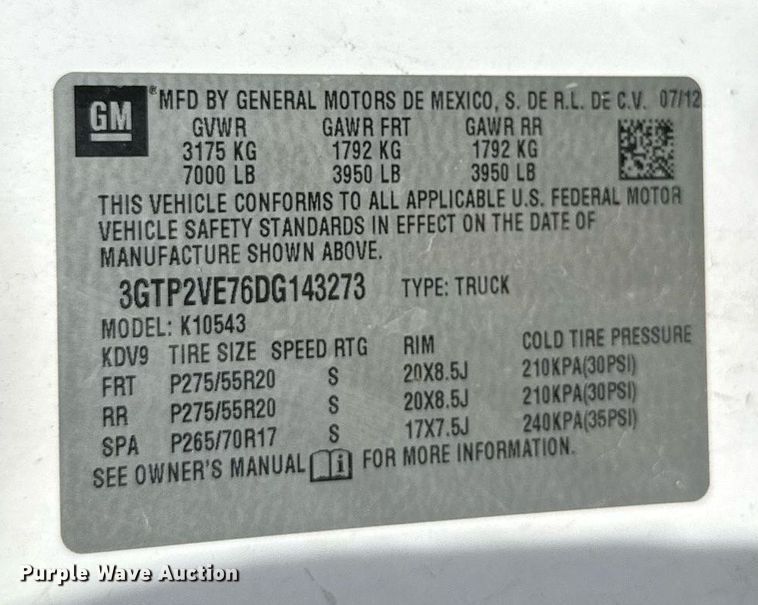 GM ® MFD BY GENERAL MOTORS DE MEXICO, S. DE R.L. DE C.V. 07/12
GVWR GAWR FRT GAWR RR
3175 KG 1792 KG 1792 KG
7000 LB 3950 LB 3950 LB
THIS VEHICLE CONFORMS TO ALL APPLICABLE U.S. FEDERAL MOTOR
VEHICLE SAFETY STANDARDS IN EFFECT ON THE DATE OF
MANUFACTURE SHOWN ABOVE.
3GTP2VE76DG143273 TYPE: TRUCK
MODEL: K10543
KDV9 TIRE SIZE SPEED RTG RIM COLD TIRE PRESSURE
FRT P275/55R20 S 20X8.5J 210KPA(30PSI)
RR P275/55R20 S 20X8.5J 210KPA(30PSI)
SPA P265/70R17 S 17X7.5J 240KPA(35PSI)
SEE OWNER'S MANUAL i FOR MORE INFORMATION.
Purple Wave Auction